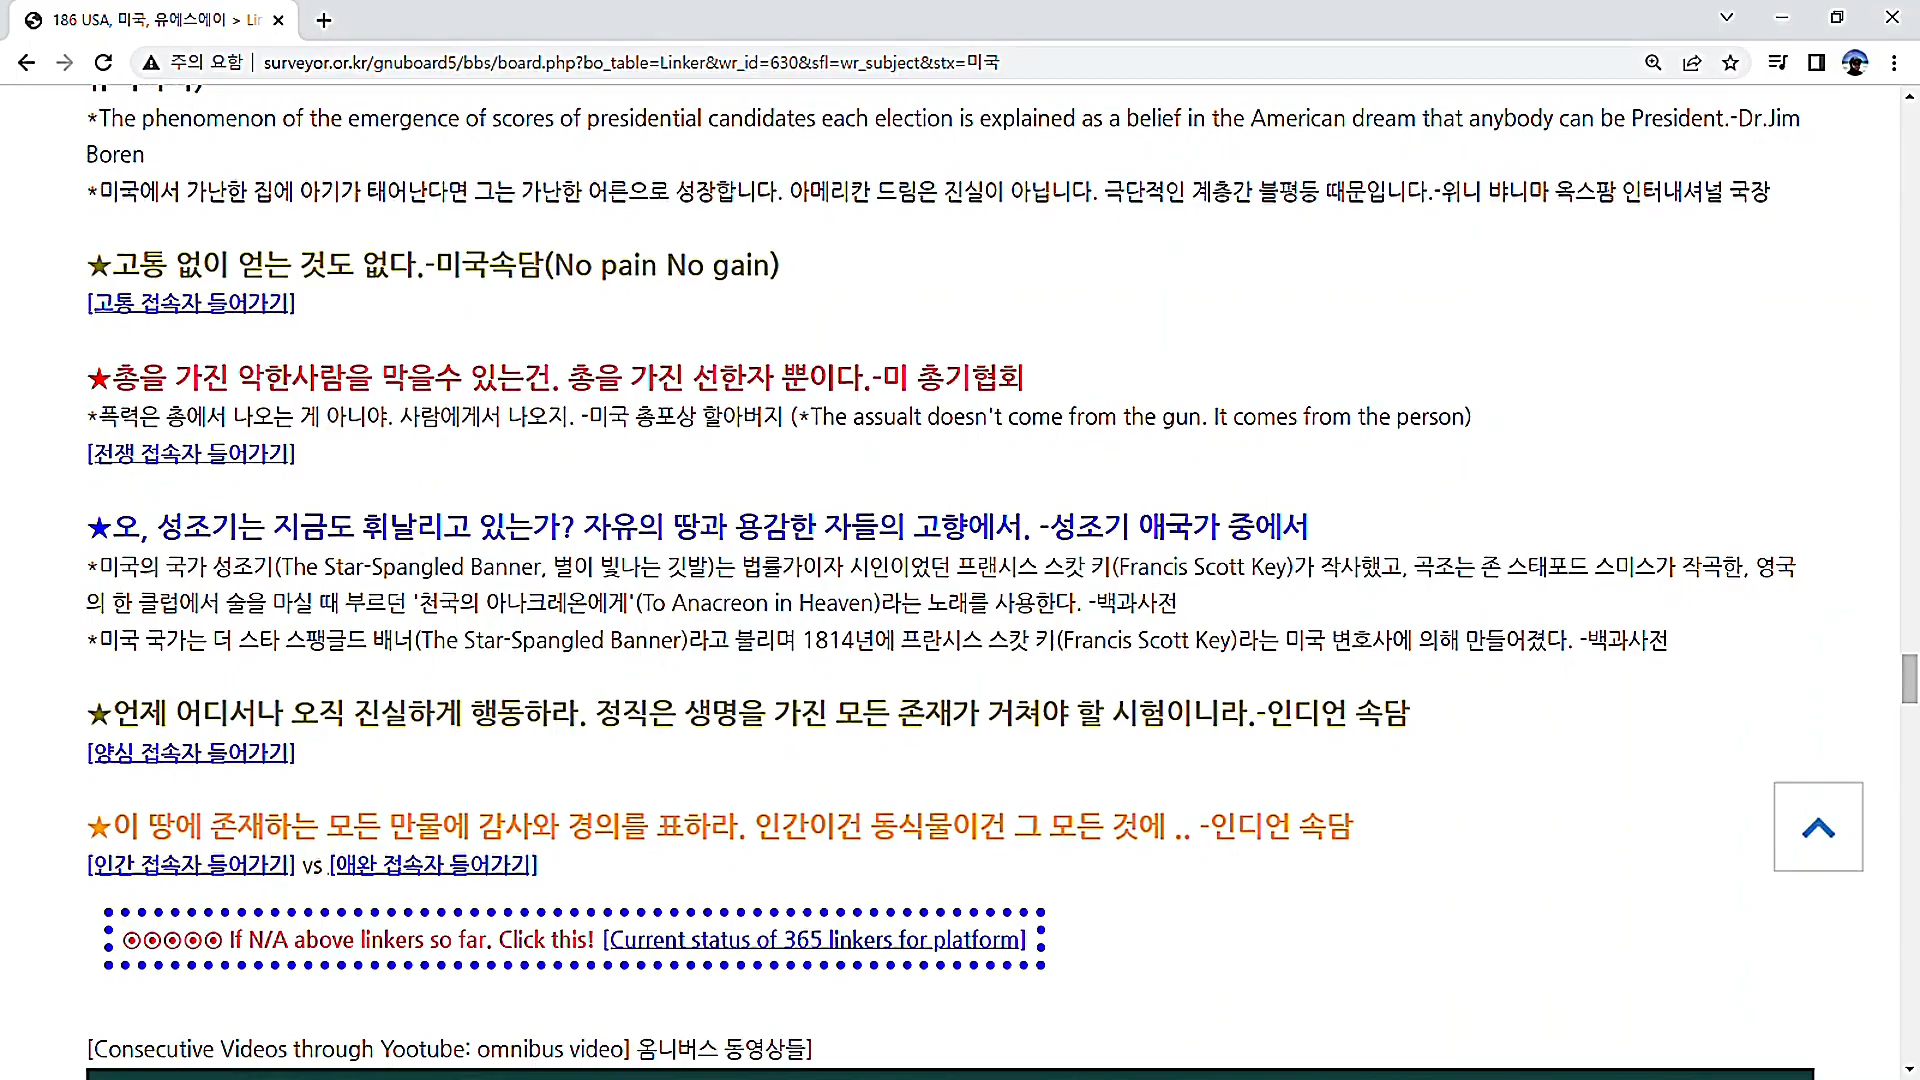 186 USA, 미국, 유에스에이 > Lin
주의 요함 | surveyor.or.kr/gnuboard5/bbs/board.php?bo_table=Linker&wr_id=630&sfl=wr_subject&stx=미국
*The phenomenon of the emergence of scores of presidential candidates each election is explained as a belief in the American dream that anybody can be President.-Dr.Jim
Boren
*미국에서 가난한 집에 아기가 태어난다면 그는 가난한 어른으로 성장합니다. 아메리칸 드림은 진실이 아닙니다. 극단적인 계층간 불평등 때문입니다.-위니 뱌니마 옥스팜 인터내셔널 국장
★고통 없이 얻는 것도 없다.-미국속담(No pain No gain)
[고통 접속자 들어가기]
★총을 가진 악한사람을 막을수 있는건. 총을 가진 선한자 뿐이다.-미 총기협회
*폭력은 총에서 나오는 게 아니야. 사람에게서 나오지. -미국 총포상 할아버지 (*The assualt doesn't come from the gun. It comes from the person)
[전쟁 접속자 들어가기]
★오, 성조기는 지금도 휘날리고 있는가? 자유의 땅과 용감한 자들의 고향에서. -성조기 애국가 중에서
*미국의 국가 성조기(The Star-Spangled Banner, 별이 빛나는 깃발)는 법률가이자 시인이었던 프랜시스 스캇 키(Francis Scott Key)가 작사했고, 곡조는 존 스태포드 스미스가 작곡한, 영국
의 한 클럽에서 술을 마실 때 부르던 '천국의 아나크레온에게'(To Anacreon in Heaven)라는 노래를 사용한다. -백과사전
*미국 국가는 더 스타 스팽글드 배너(The Star-Spangled Banner)라고 불리며 1814년에 프란시스 스캇 키(Francis Scott Key)라는 미국 변호사에 의해 만들어졌다. -백과사전
★언제 어디서나 오직 진실하게 행동하라. 정직은 생명을 가진 모든 존재가 거쳐야 할 시험이니라.-인디언 속담
[양심 접속자 들어가기]
★이 땅에 존재하는 모든 만물에 감사와 경의를 표하라. 인간이건 동식물이건 그 모든 것에 .. -인디언 속담
[인간 접속자 들어가기] vs [애완 접속자 들어가기]
⦿⦿⦿⦿⦿ If N/A above linkers so far. Click this! [Current status of 365 linkers for platform]
[Consecutive Videos through Yootube: omnibus video] 옴니버스 동영상들]